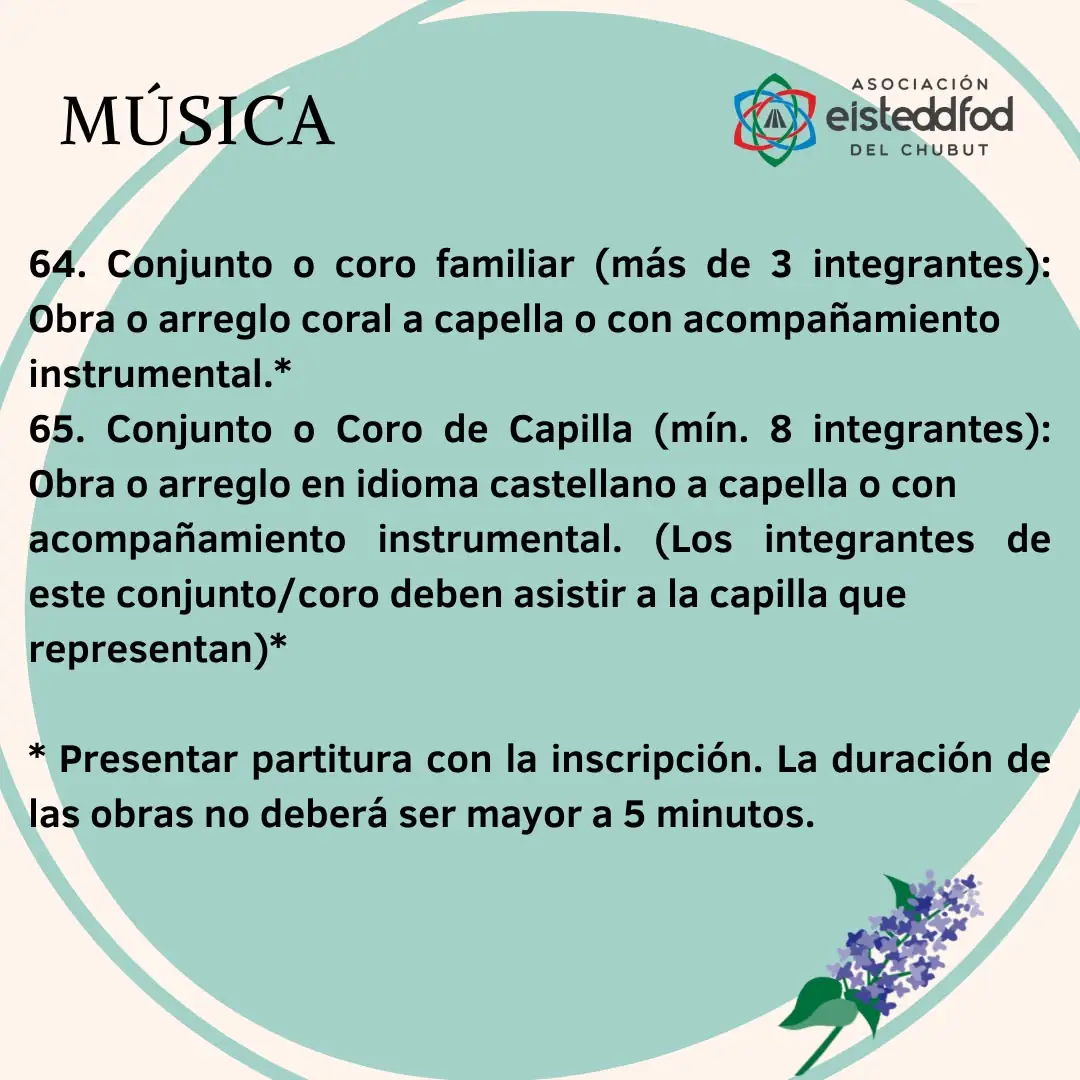 MÚSICA
ASOCIACIÓN
eisteddfod
DEL CHUBUT
64. Conjunto o coro familiar (más de 3 integrantes):
Obra o arreglo coral a capella o con acompañamiento
instrumental.*
65. Conjunto o Coro de Capilla (mín. 8 integrantes):
Obra o arreglo en idioma castellano a capella o con
acompañamiento instrumental. (Los integrantes de
este conjunto/coro deben asistir a la capilla que
representan)*
* Presentar partitura con la inscripción. La duración de
las obras no deberá ser mayor a 5 minutos.